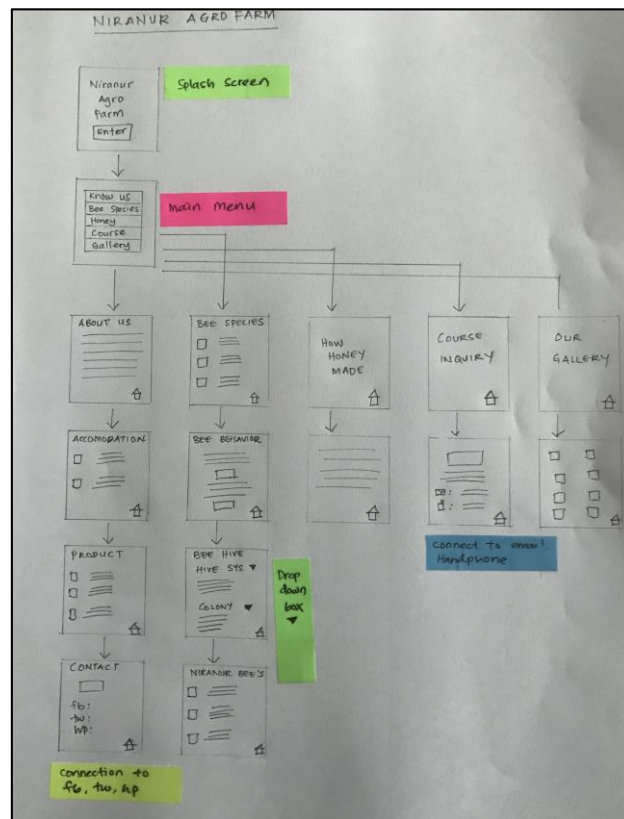 NIRANUR AGRO FARM
Niranur
Agro
Farm
Enter
Splash Screen
Know us
Bee Species
Honey
Course
Gallery
Main menu
ABOUT US
BEE SPECIES
HOW
HONEY
MADE
COURSE
INQUIRY
OUR
GALLERY
ACCOMODATION
BEE BEHAVIOR
Connect to email.
Handphone
PRODUCT
BEE HIVE
HIVE SYS ▼
COLONY ▼
Drop
down
box
▼
CONTACT
fb:
tw:
WP:
NIRANUR BEE'S
Connection to
fb, tw,